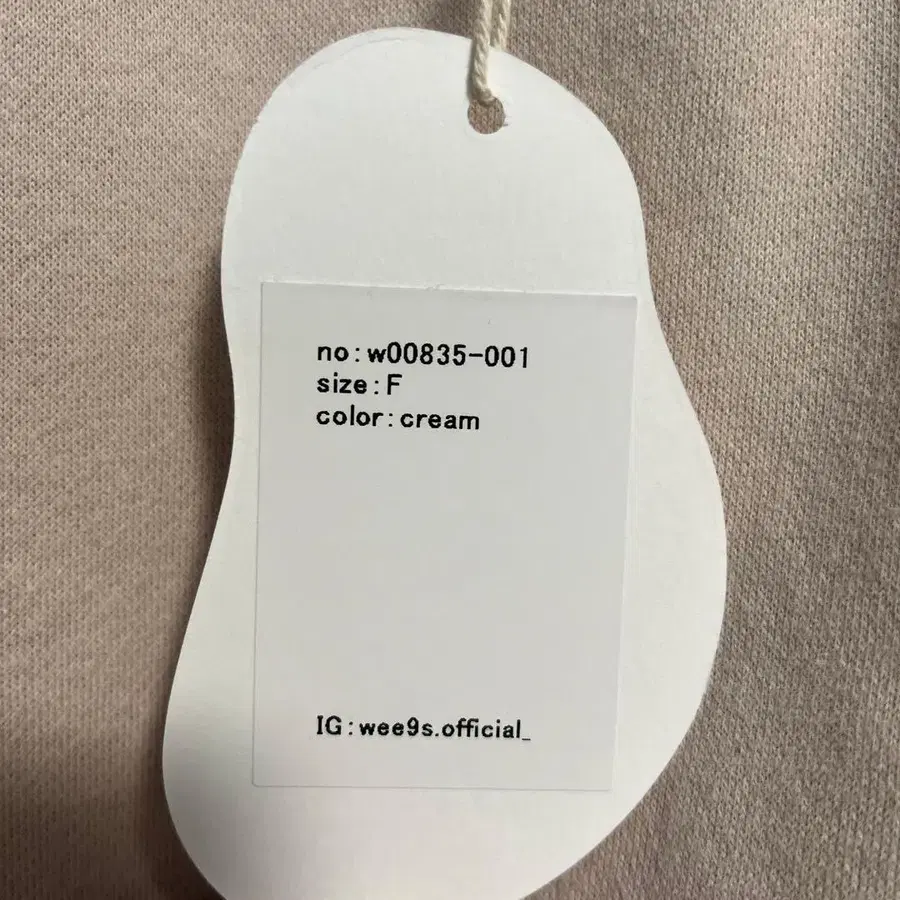 no:w00835-001
size:F
color:cream
IG:wee9s.official_